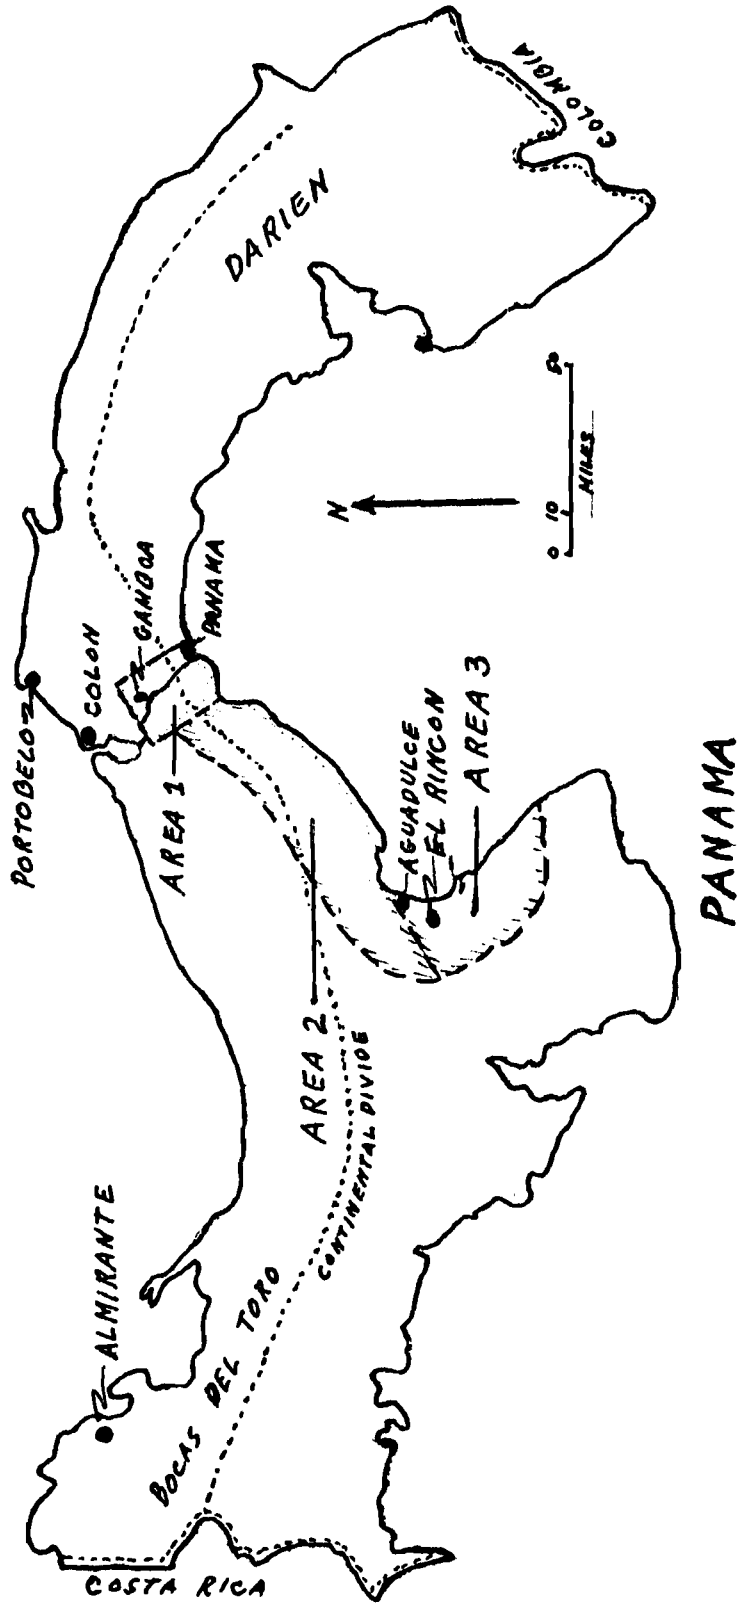 PORTOBELO
COLON
GAMBOA
PANAMA
AREA 1
DARIEN
COLOMBIA
N
0 10 50
MILES
AGUADULCE
EL RINCON
AREA 3
AREA 2
CONTINENTAL DIVIDE
ALMIRANTE
BOCAS DEL TORO
COSTA RICA
PANAMA